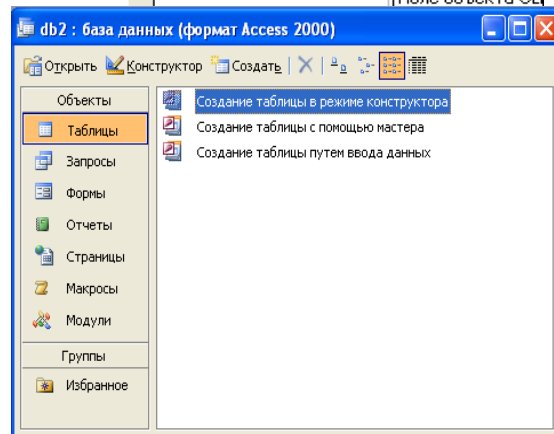 db2 : база данных (формат Access 2000)
Открыть Конструктор Создать
Объекты
Таблицы
Запросы
Формы
Отчеты
Страницы
Макросы
Модули
Группы
Избранное
Создание таблицы в режиме конструктора
Создание таблицы с помощью мастера
Создание таблицы путем ввода данных